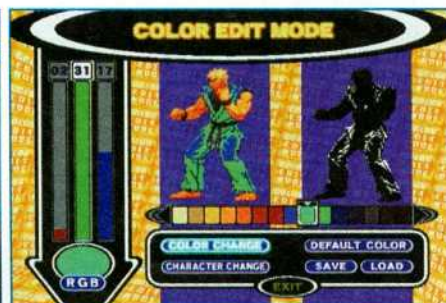 COLOR EDIT MODE
02 31 17
COLOR CHANGE
DEFAULT COLOR
CHARACTER CHANGE
SAVE
LOAD
RGB
EXIT